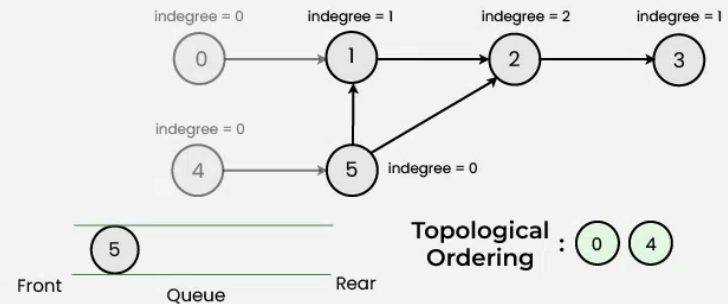 indegree = 0 indegree = 1 indegree = 2 indegree = 1
0 1 2 3
indegree = 0
4 5 indegree = 0
5
Topological : 0 4
Ordering
Front Queue Rear